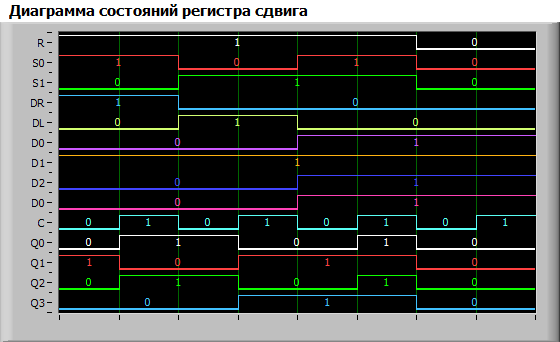 Диаграмма состояний регистра сдвига
R 1 0
S0 1 0 1 0
S1 0 1 0
DR 1 0
DL 0 1 0
D0 0 1
D1 1
D2 0 1
D0 0 1
C 0 1 0 1 0 1 0 1
Q0 0 1 0 1 0
Q1 1 0 1 0
Q2 0 1 0 1 0
Q3 0 1 0